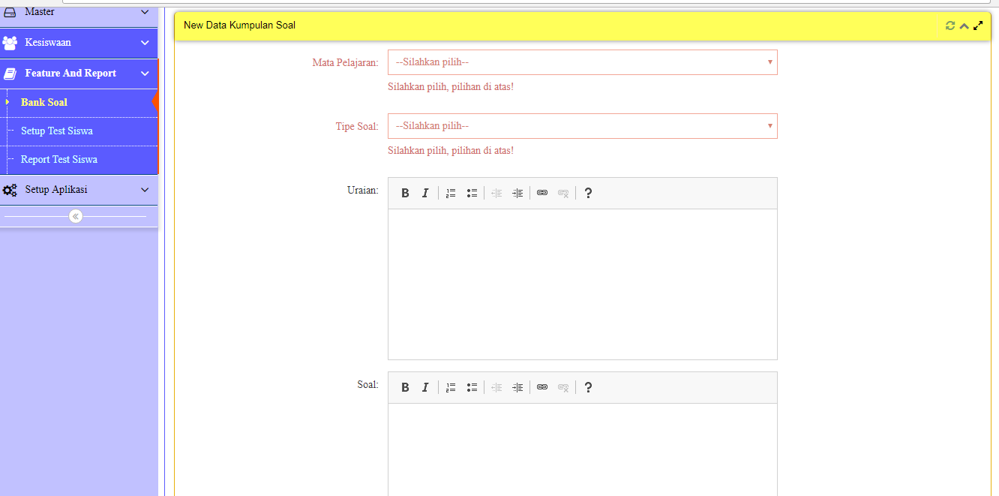 Master
Kesiswaan
Feature And Report
Bank Soal
Setup Test Siswa
Report Test Siswa
Setup Aplikasi
New Data Kumpulan Soal
Mata Pelajaran: --Silahkan pilih--
Silahkan pilih, pilihan di atas!
Tipe Soal: --Silahkan pilih--
Silahkan pilih, pilihan di atas!
Uraian:
B I ?
Soal:
B I ?